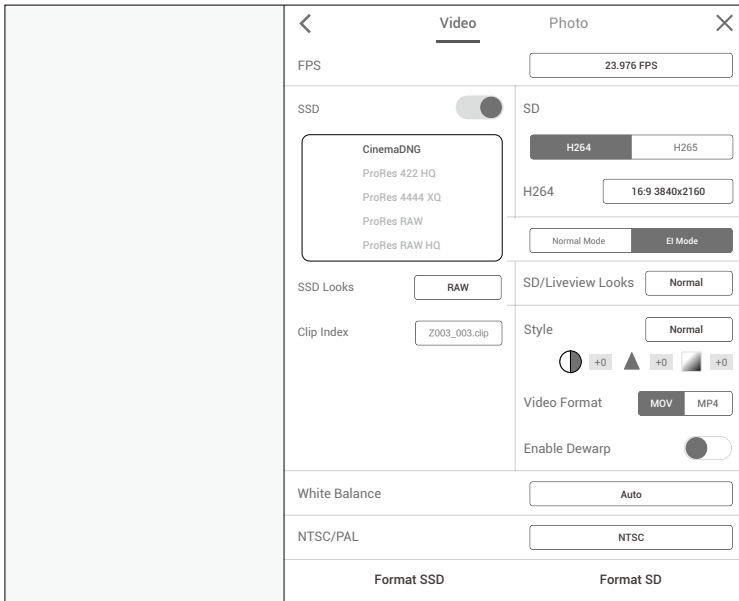 Video Photo
FPS 23.976 FPS
SSD
CinemaDNG
ProRes 422 HQ
ProRes 4444 XQ
ProRes RAW
ProRes RAW HQ
SSD Looks RAW
Clip Index Z003_003.clip
SD
H264 H265
H264 16:9 3840x2160
Normal Mode EI Mode
SD/Liveview Looks Normal
Style Normal
+0 +0 +0
Video Format MOV MP4
Enable Dewarp
White Balance Auto
NTSC/PAL NTSC
Format SSD Format SD